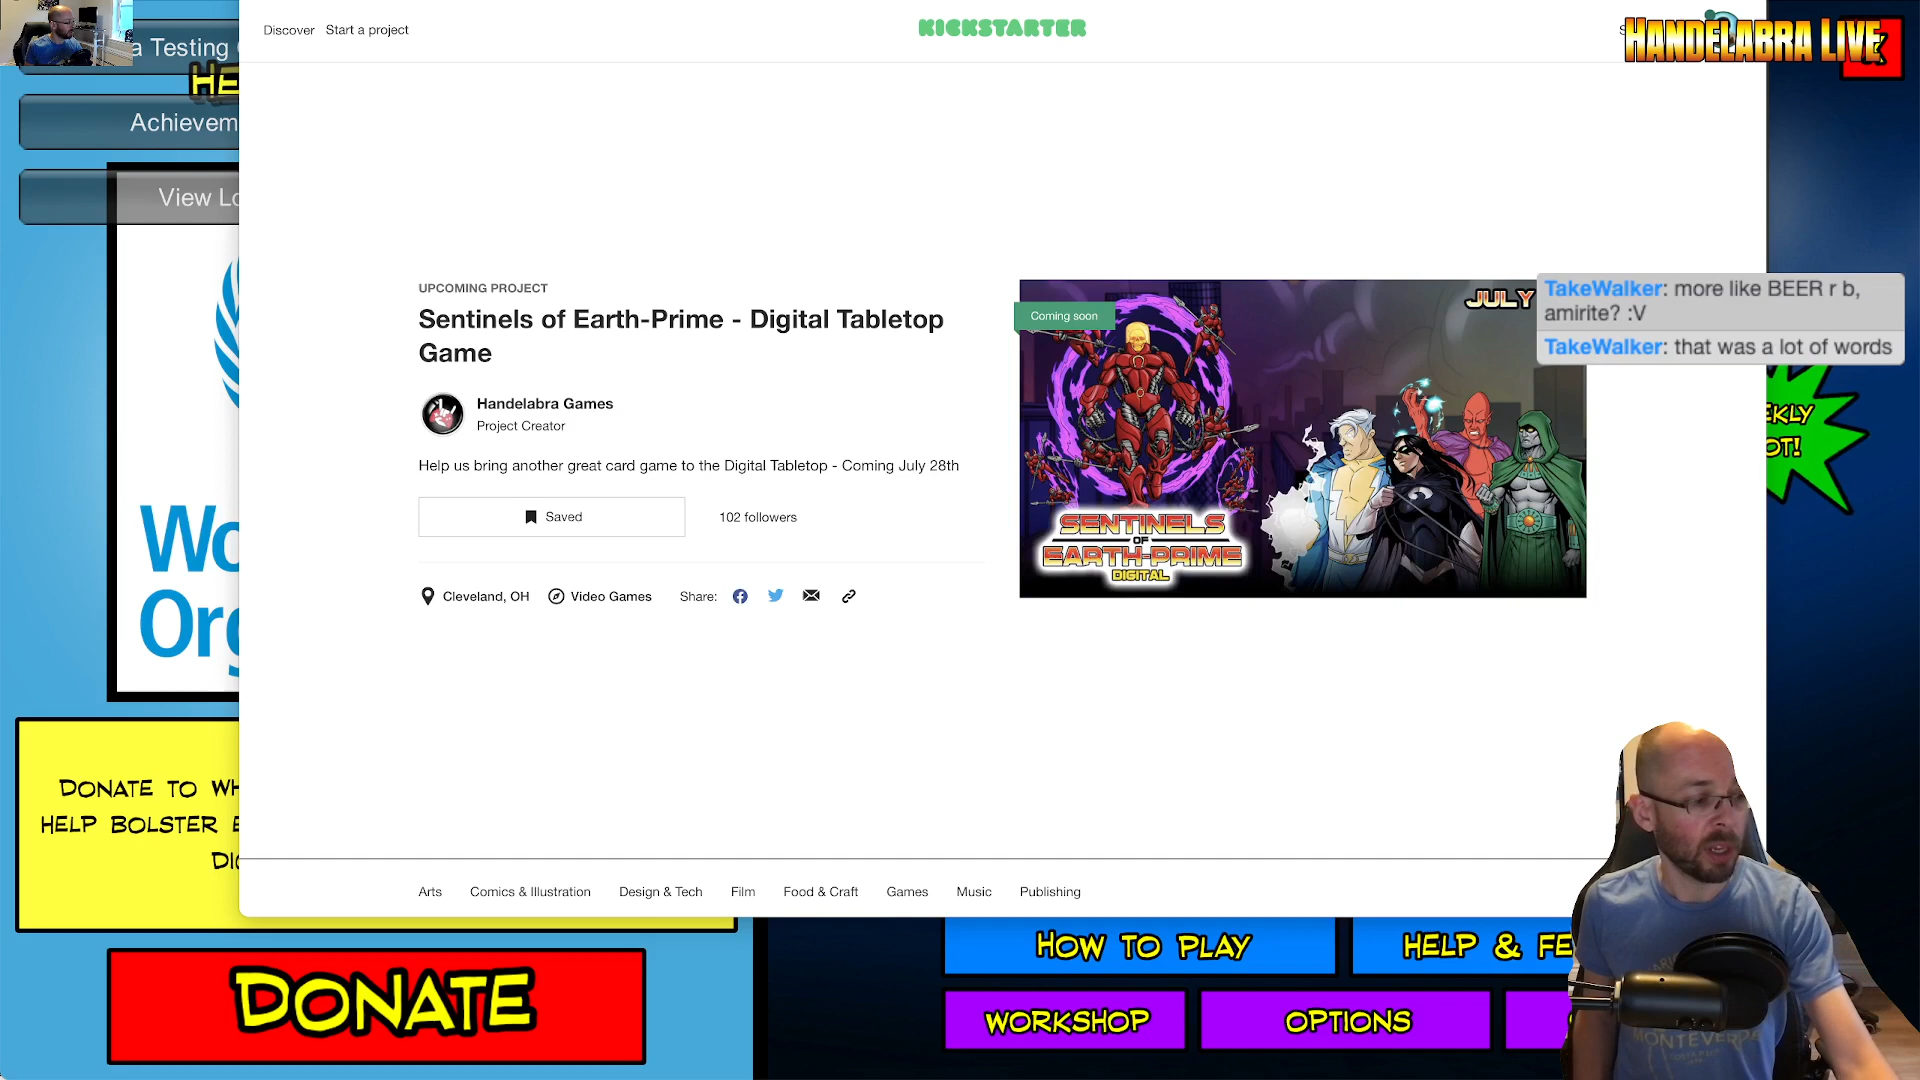 Discover Start a project
KICKSTARTER
HANDELABRA LIVE
a Testing
HE
Achievem
View Lo
UPCOMING PROJECT
Sentinels of Earth-Prime - Digital Tabletop
Game
Handelabra Games
Project Creator
Help us bring another great card game to the Digital Tabletop - Coming July 28th
Saved
102 followers
Cleveland, OH
Video Games
Share:
Coming soon
JULY
SENTINELS
OF
EARTH-PRIME
DIGITAL
TakeWalker: more like BEER r b,
amirite? :V
TakeWalker: that was a lot of words
EKLY
OT!
Wo
Org
DONATE TO WH
HELP BOLSTER E
DIG
DONATE
Arts Comics & Illustration Design & Tech Film Food & Craft Games Music Publishing
HOW TO PLAY
HELP & FE
WORKSHOP
OPTIONS
MONTEVERDE